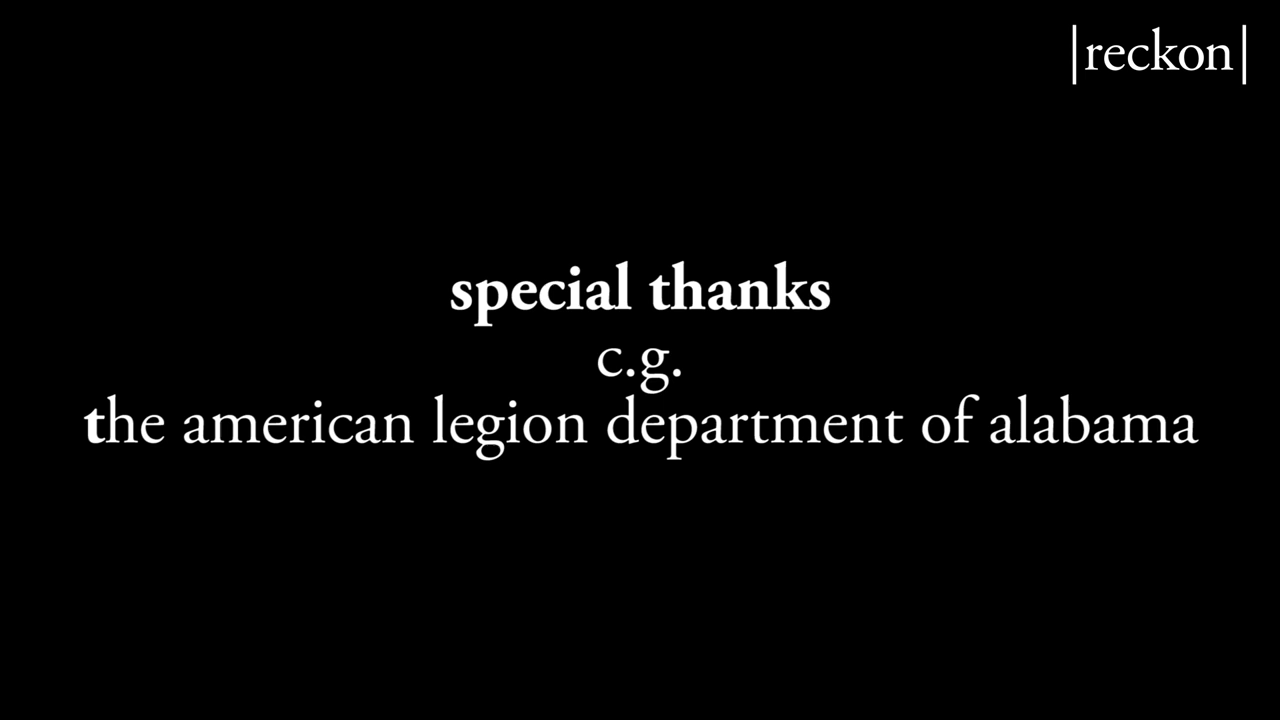 |reckon|
special thanks
c.g.
the american legion department of alabama